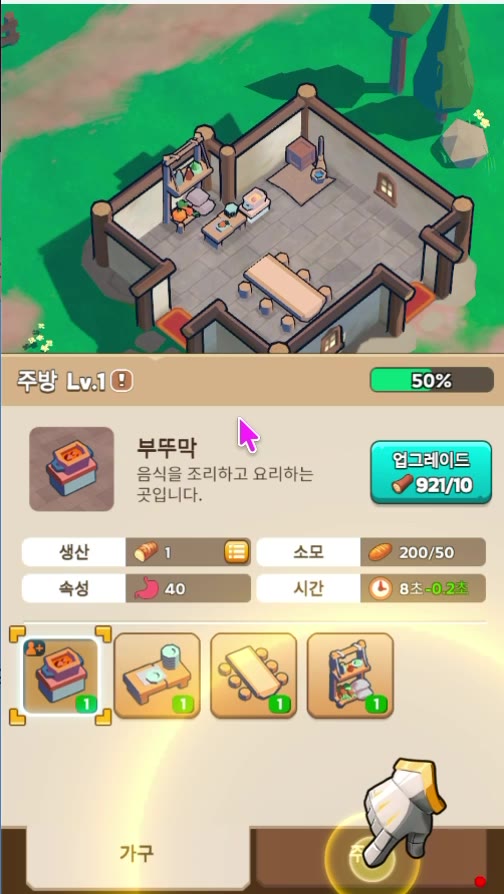 주방 Lv.1 !
50%
부뚜막
음식을 조리하고 요리하는
곳입니다.
업그레이드
921/10
생산 1
소모 200/50
속성 40
시간 8초-0.2초
1
1
1
1
가구